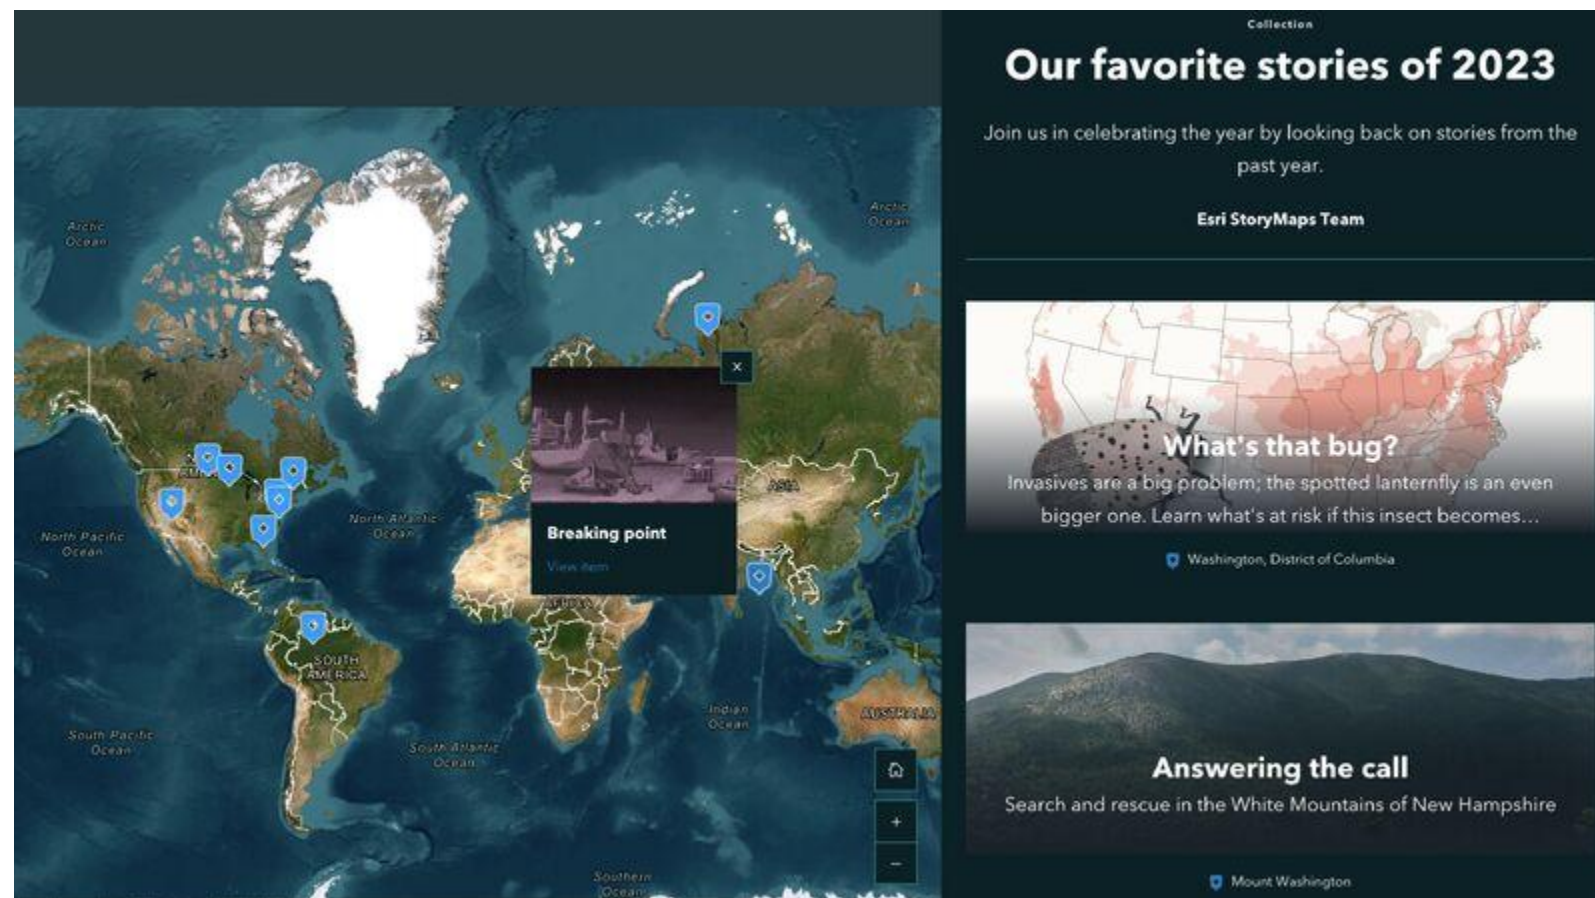 Collection
Our favorite stories of 2023
Join us in celebrating the year by looking back on stories from the
past year.
Esri StoryMaps Team
Arctic
Ocean
Arctic
Ocean
North Pacific
Ocean
North Atlantic
Ocean
ASIA
Breaking point
View item
AFRICA
SOUTH
AMERICA
South Pacific
Ocean
South Atlantic
Ocean
Indian
Ocean
AUSTRALIA
Southern
Ocean
+
−
What's that bug?
Invasives are a big problem; the spotted lanternfly is an even
bigger one. Learn what's at risk if this insect becomes...
Washington, District of Columbia
Answering the call
Search and rescue in the White Mountains of New Hampshire
Mount Washington